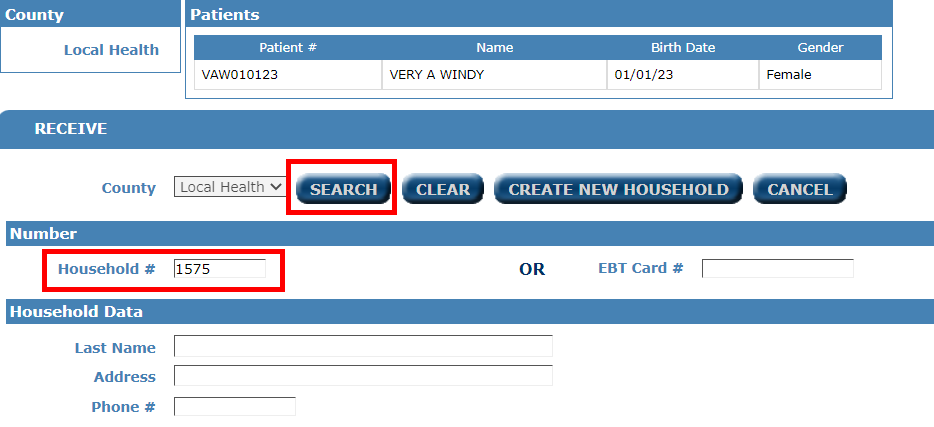 County
Local Health
Patients
Patient # Name Birth Date Gender
VAW010123 VERY A WINDY 01/01/23 Female
RECEIVE
County Local Health SEARCH CLEAR CREATE NEW HOUSEHOLD CANCEL
Number
Household # 1575 OR EBT Card #
Household Data
Last Name
Address
Phone #